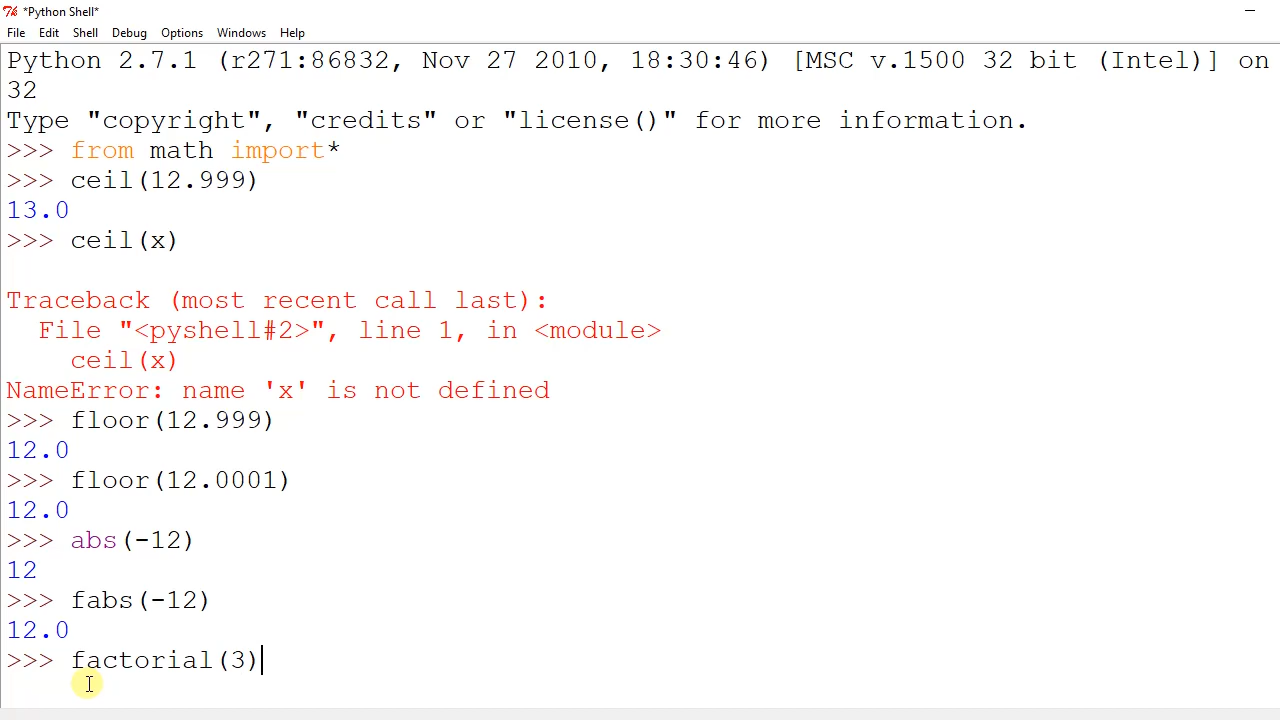 *Python Shell*
File Edit Shell Debug Options Windows Help
Python 2.7.1 (r271:86832, Nov 27 2010, 18:30:46) [MSC v.1500 32 bit (Intel)] on
32
Type "copyright", "credits" or "license()" for more information.
>>> from math import*
>>> ceil(12.999)
13.0
>>> ceil(x)
Traceback (most recent call last):
  File "<pyshell#2>", line 1, in <module>
    ceil(x)
NameError: name 'x' is not defined
>>> floor(12.999)
12.0
>>> floor(12.0001)
12.0
>>> abs(-12)
12
>>> fabs(-12)
12.0
>>> factorial(3)